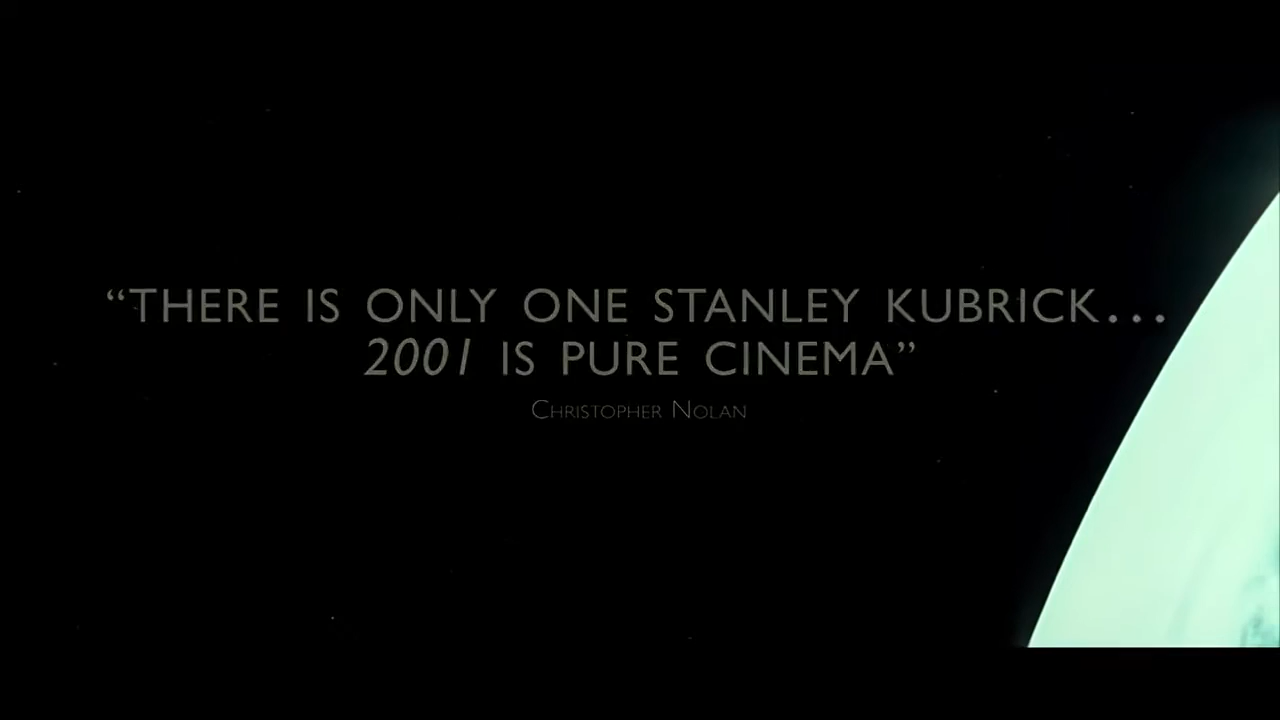 “THERE IS ONLY ONE STANLEY KUBRICK...
2001 IS PURE CINEMA”
CHRISTOPHER NOLAN